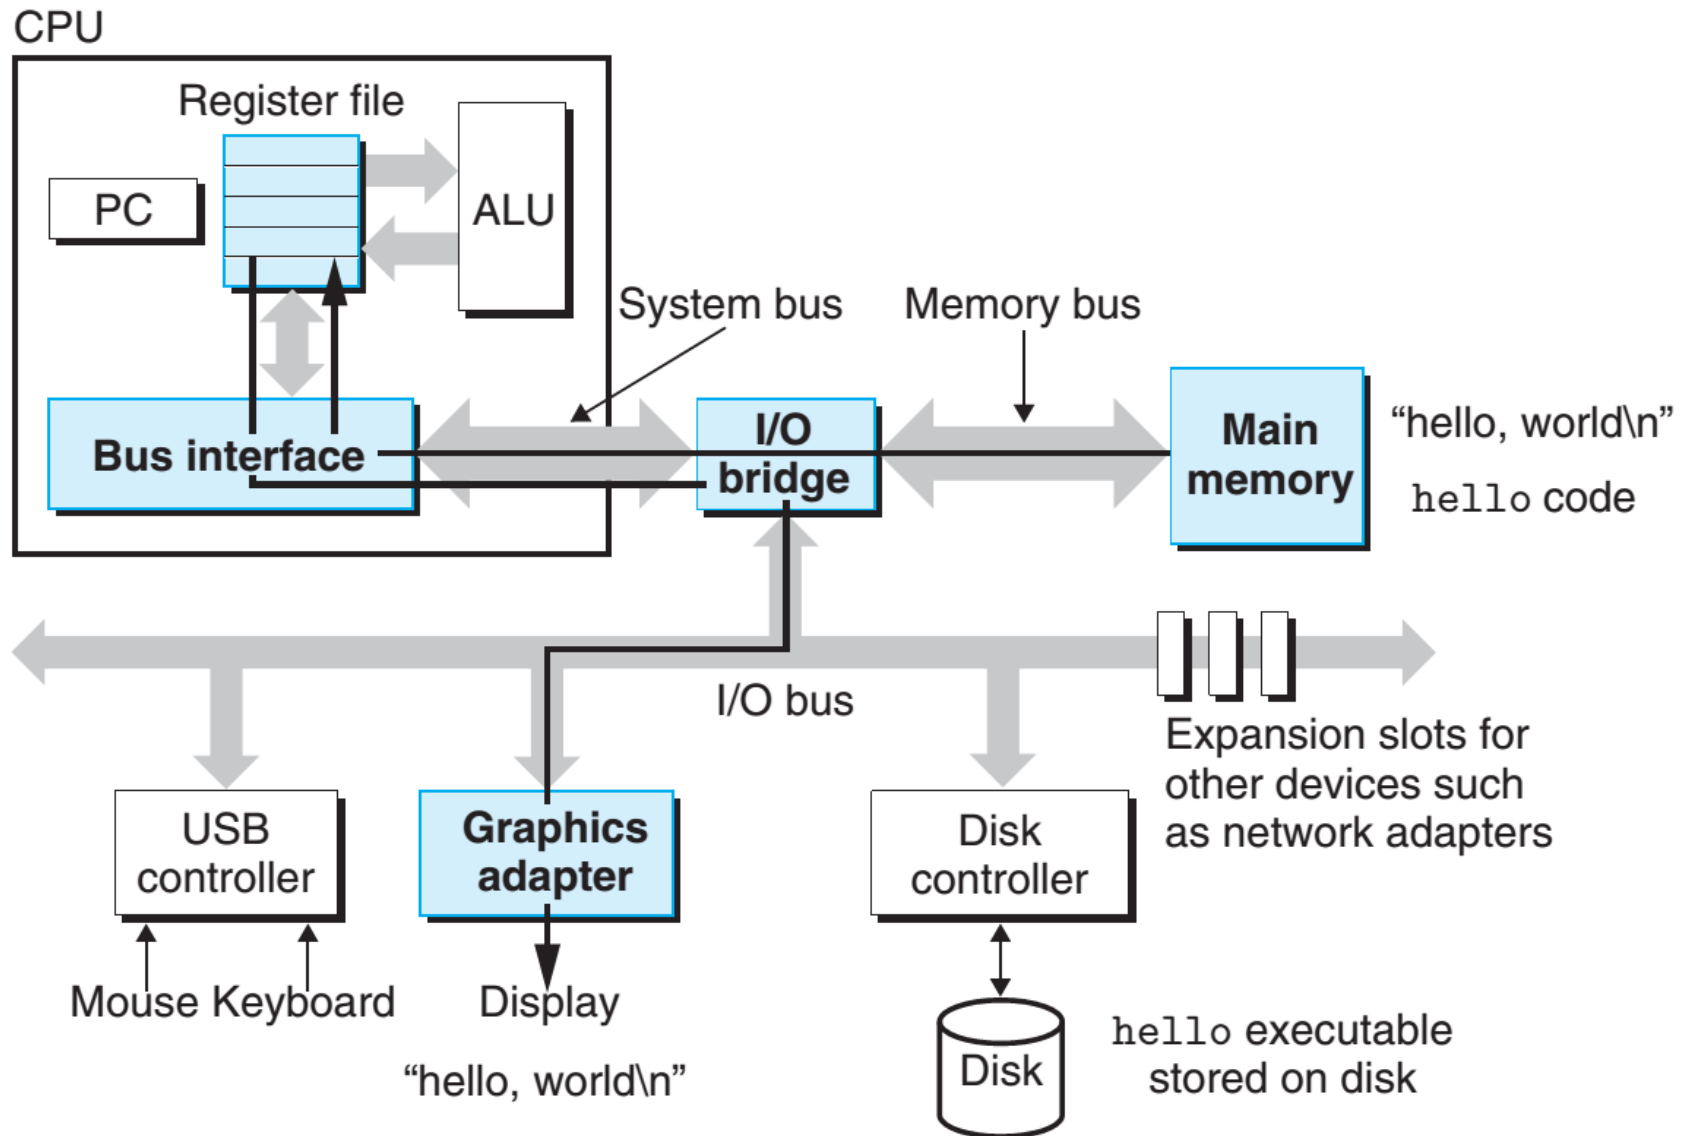 CPU
Register file
PC
ALU
System bus
Memory bus
Bus interface
I/O
bridge
Main
memory
“hello, world\n”
hello code
I/O bus
Expansion slots for
other devices such
as network adapters
USB
controller
Graphics
adapter
Disk
controller
Mouse Keyboard
Display
“hello, world\n”
Disk
hello executable
stored on disk